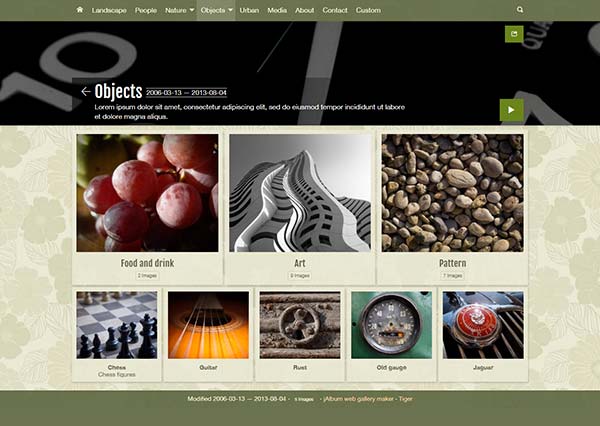 Landscape People Nature Objects Urban Media About Contact Custom
10
QUA
Objects 2006-03-13 — 2013-08-04
Lorem ipsum dolor sit amet, consectetur adipiscing elit, sed do eiusmod tempor incididunt ut labore
et dolore magna aliqua.
Food and drink Art Pattern
2 Images 9 Images 7 Images
Chess Guitar Rust Old gauge Jaguar
Chess figures
Modified 2006-03-13 — 2013-08-04 · 5 Images · jAlbum web gallery maker - Tiger